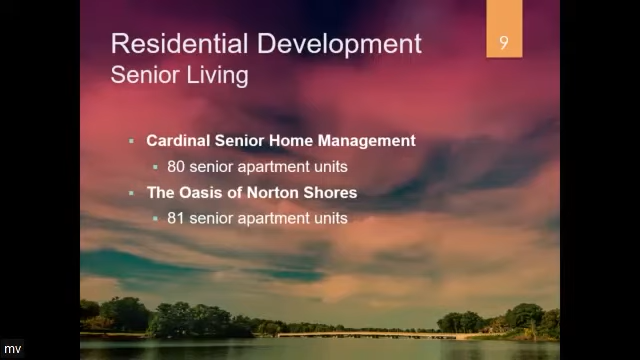 Residential Development
Senior Living
9
Cardinal Senior Home Management
80 senior apartment units
The Oasis of Norton Shores
81 senior apartment units
mv